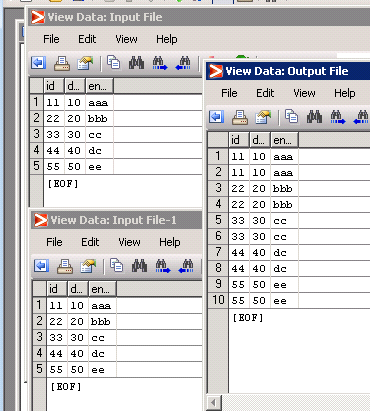 View Data: Input File
File Edit View Help
id d... en...
1 11 10 aaa
2 22 20 bbb
3 33 30 cc
4 44 40 dc
5 55 50 ee
[EOF]
View Data: Input File-1
File Edit View Help
id d... en...
1 11 10 aaa
2 22 20 bbb
3 33 30 cc
4 44 40 dc
5 55 50 ee
[EOF]
View Data: Output File
File Edit View Help
id d... en...
1 11 10 aaa
2 11 10 aaa
3 22 20 bbb
4 22 20 bbb
5 33 30 cc
6 33 30 cc
7 44 40 dc
8 44 40 dc
9 55 50 ee
10 55 50 ee
[EOF]